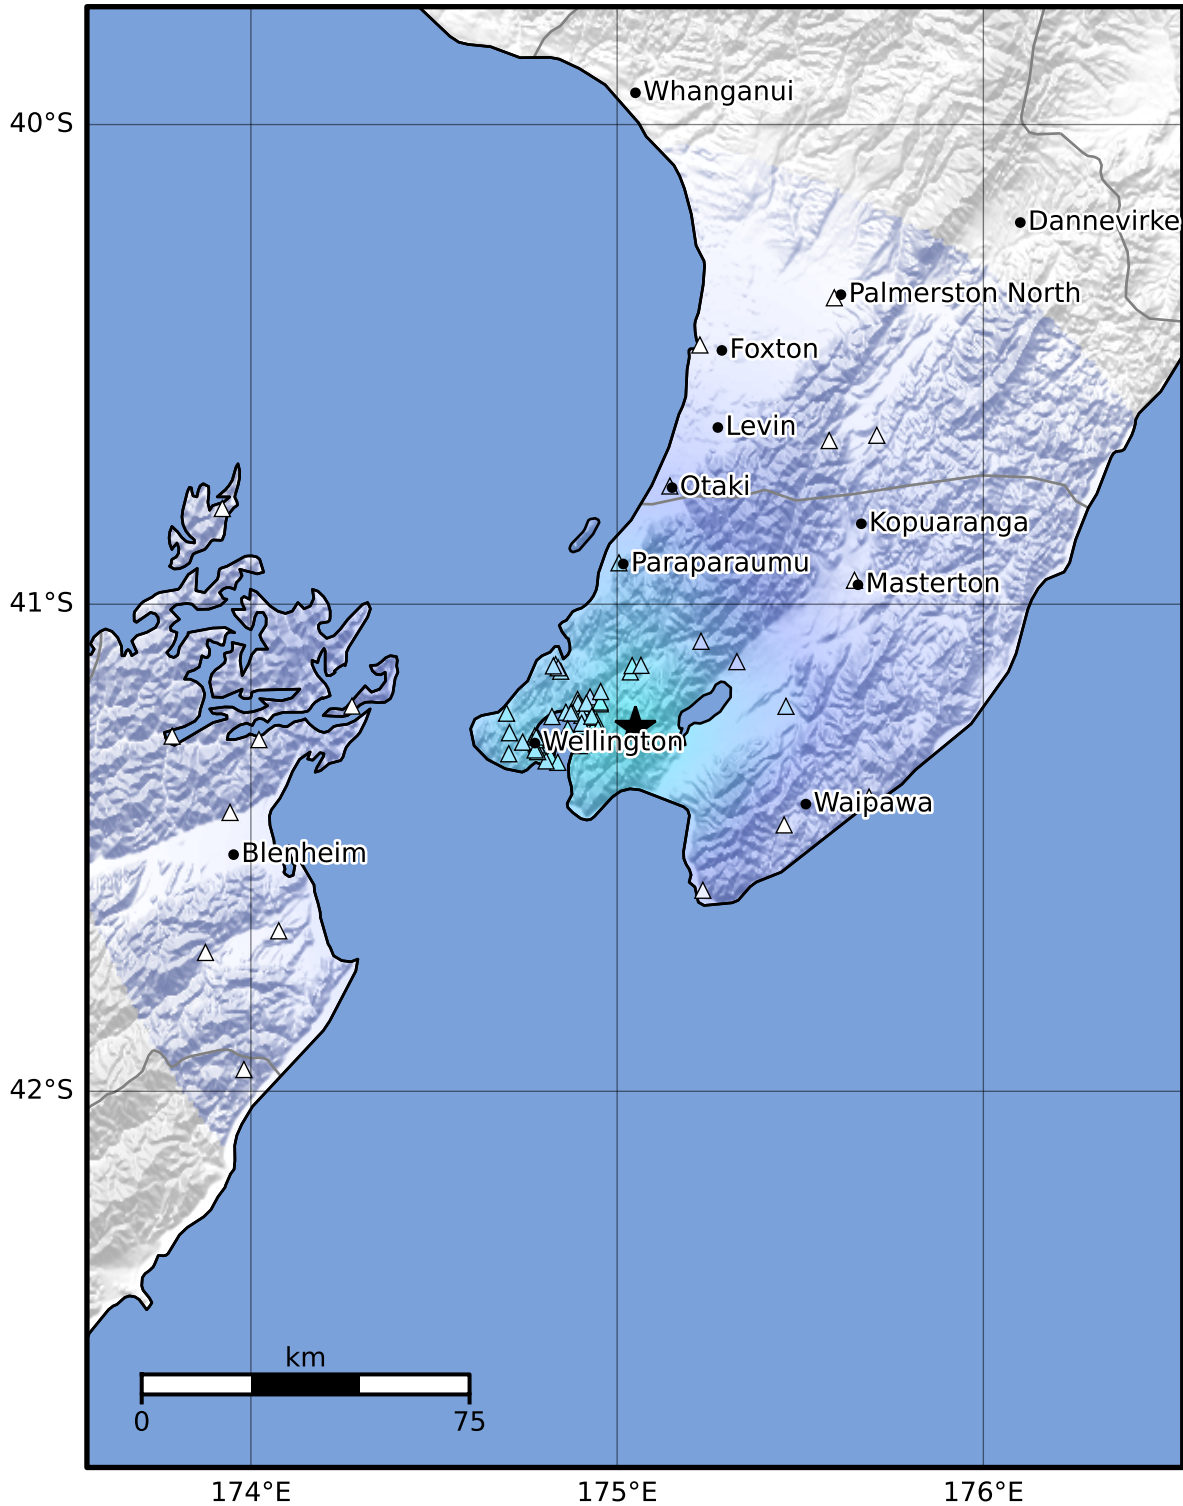 Whanganui
40°S
Dannevirke
Palmerston North
Foxton
Levin
Otaki
Kopuaranga
Paraparaumu
Masterton
41°S
Wellington
Waipawa
Blenheim
42°S
km
0
75
174°E
175°E
176°E